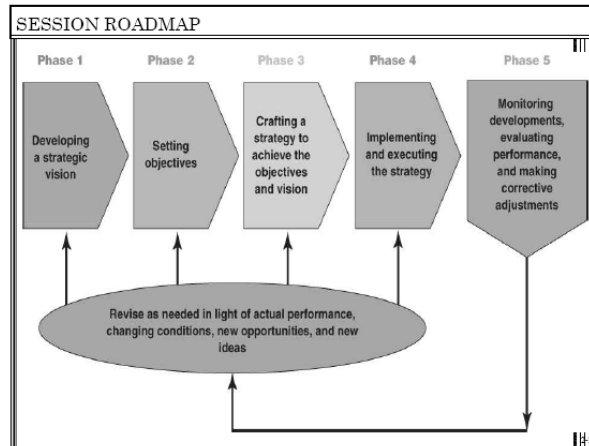 SESSION ROADMAP
Phase 1
Phase 2
Phase 3
Phase 4
Phase 5
Developing
a strategic
vision
Setting
objectives
Crafting a
strategy to
achieve the
objectives
and vision
Implementing
and executing
the strategy
Monitoring
developments,
evaluating
performance,
and making
corrective
adjustments
Revise as needed in light of actual performance,
changing conditions, new opportunities, and new
ideas